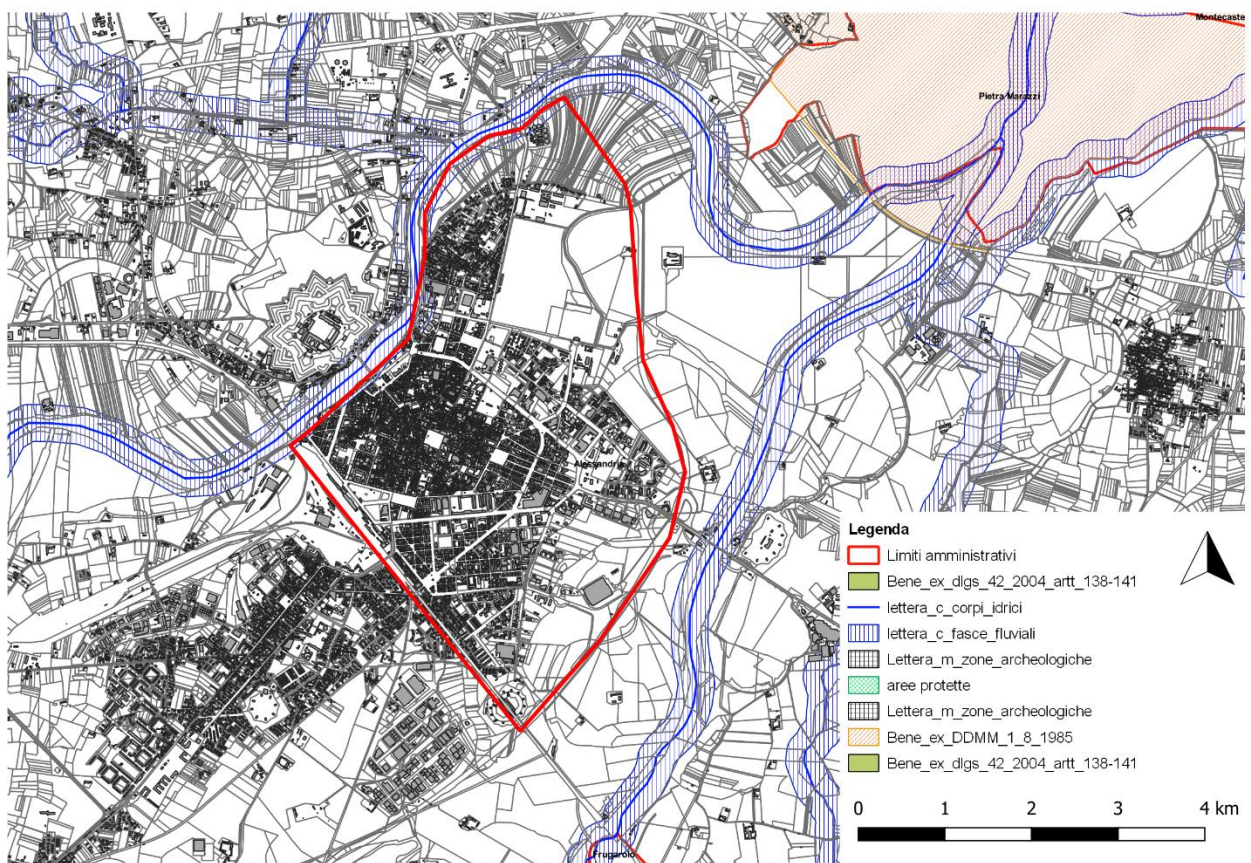 Montecaste
Pietra Marazzi
Alessandria
Frugarolo
Legenda
Limiti amministrativi
Bene_ex_dlgs_42_2004_artt_138-141
lettera_c_corpi_idrici
lettera_c_fasce_fluviali
Lettera_m_zone_archeologiche
aree protette
Lettera_m_zone_archeologiche
Bene_ex_DDMM_1_8_1985
Bene_ex_dlgs_42_2004_artt_138-141
0 1 2 3 4 km